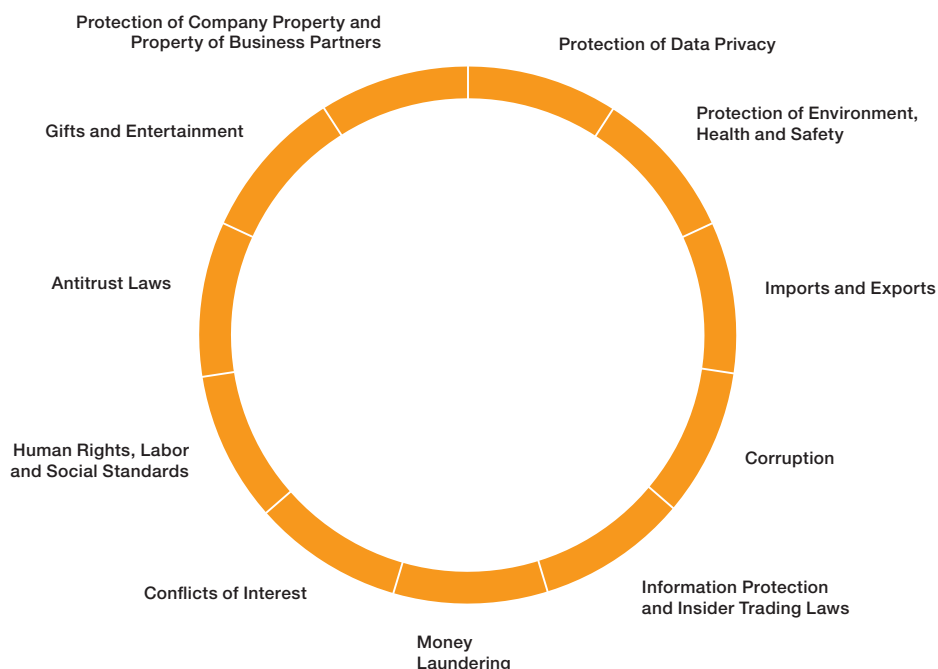 Protection of Company Property and
Property of Business Partners
Protection of Data Privacy
Protection of Environment,
Health and Safety
Gifts and Entertainment
Antitrust Laws
Imports and Exports
Human Rights, Labor
and Social Standards
Corruption
Conflicts of Interest
Information Protection
and Insider Trading Laws
Money
Laundering